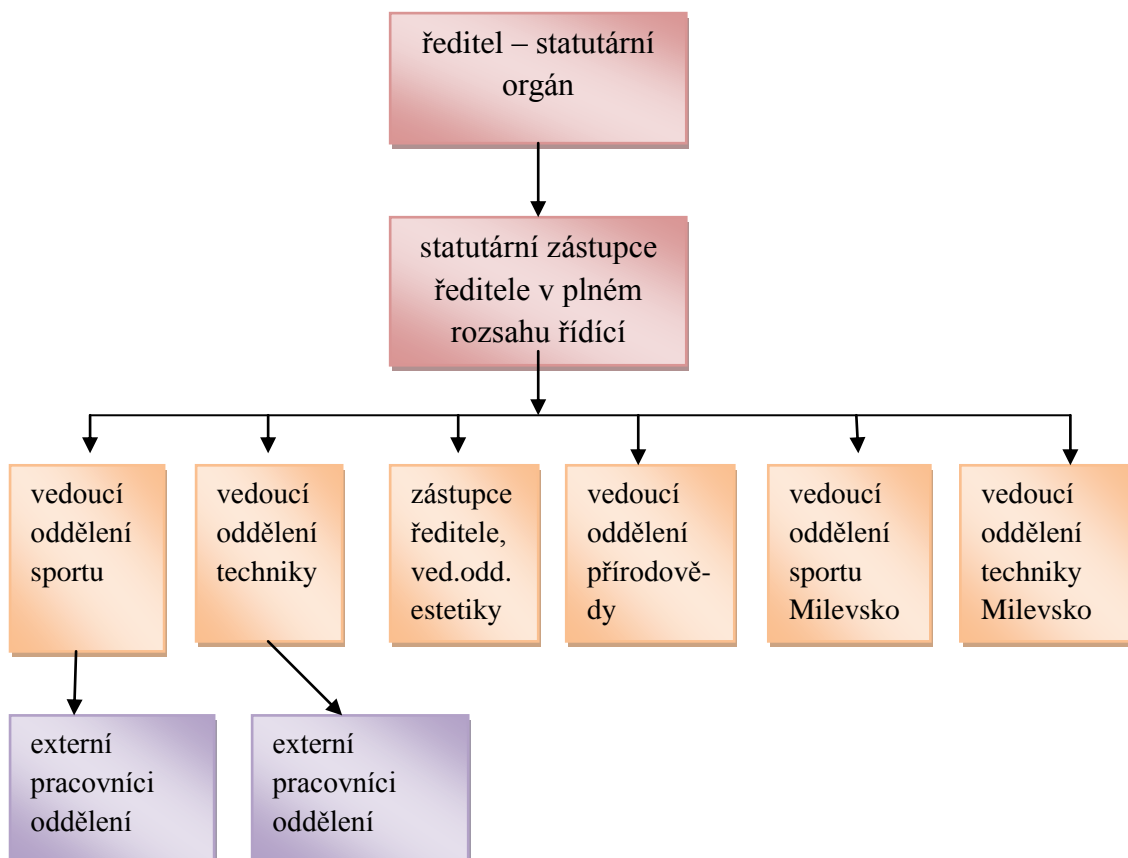 ředitel – statutární
orgán
statutární zástupce
ředitele v plném
rozsahu řídící
vedoucí
oddělení
sportu
vedoucí
oddělení
techniky
zástupce
ředitele,
ved.odd.
estetiky
vedoucí
oddělení
přírodově-
dy
vedoucí
oddělení
sportu
Milevsko
vedoucí
oddělení
techniky
Milevsko
externí
pracovníci
oddělení
externí
pracovníci
oddělení